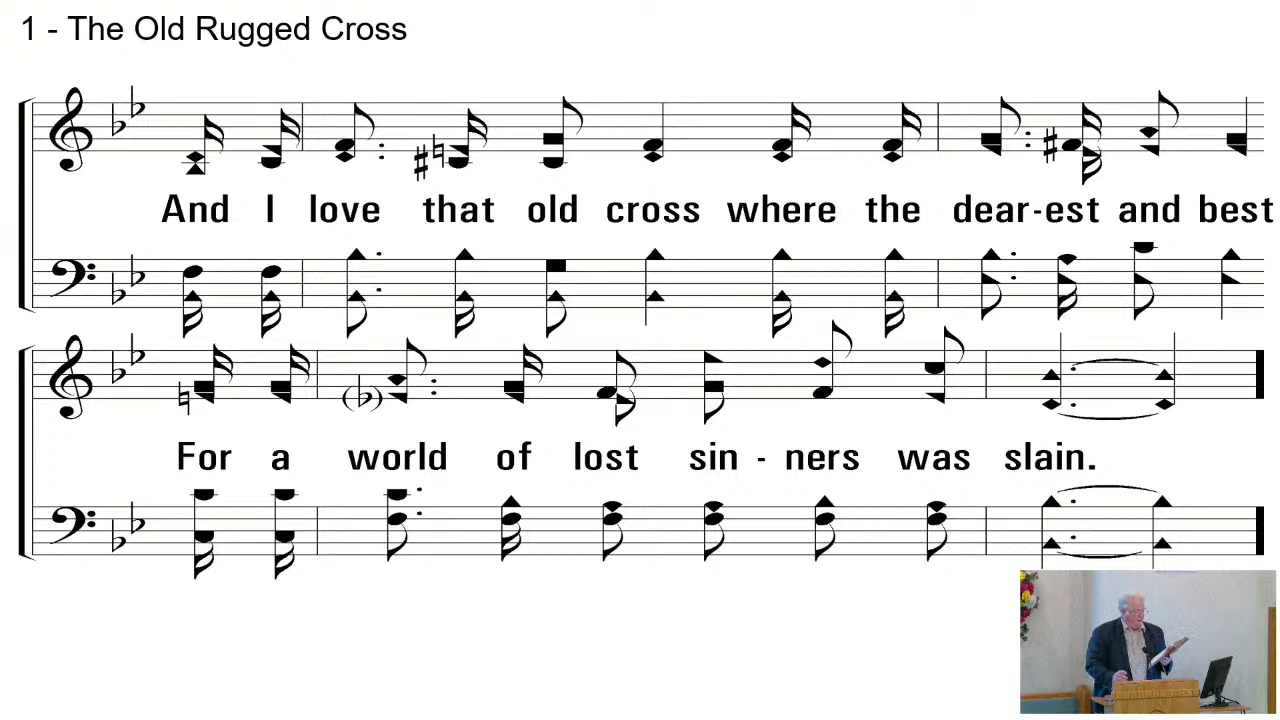 1 - The Old Rugged Cross
And I love that old cross where the dear-est and best
For a world of lost sin - ners was slain.